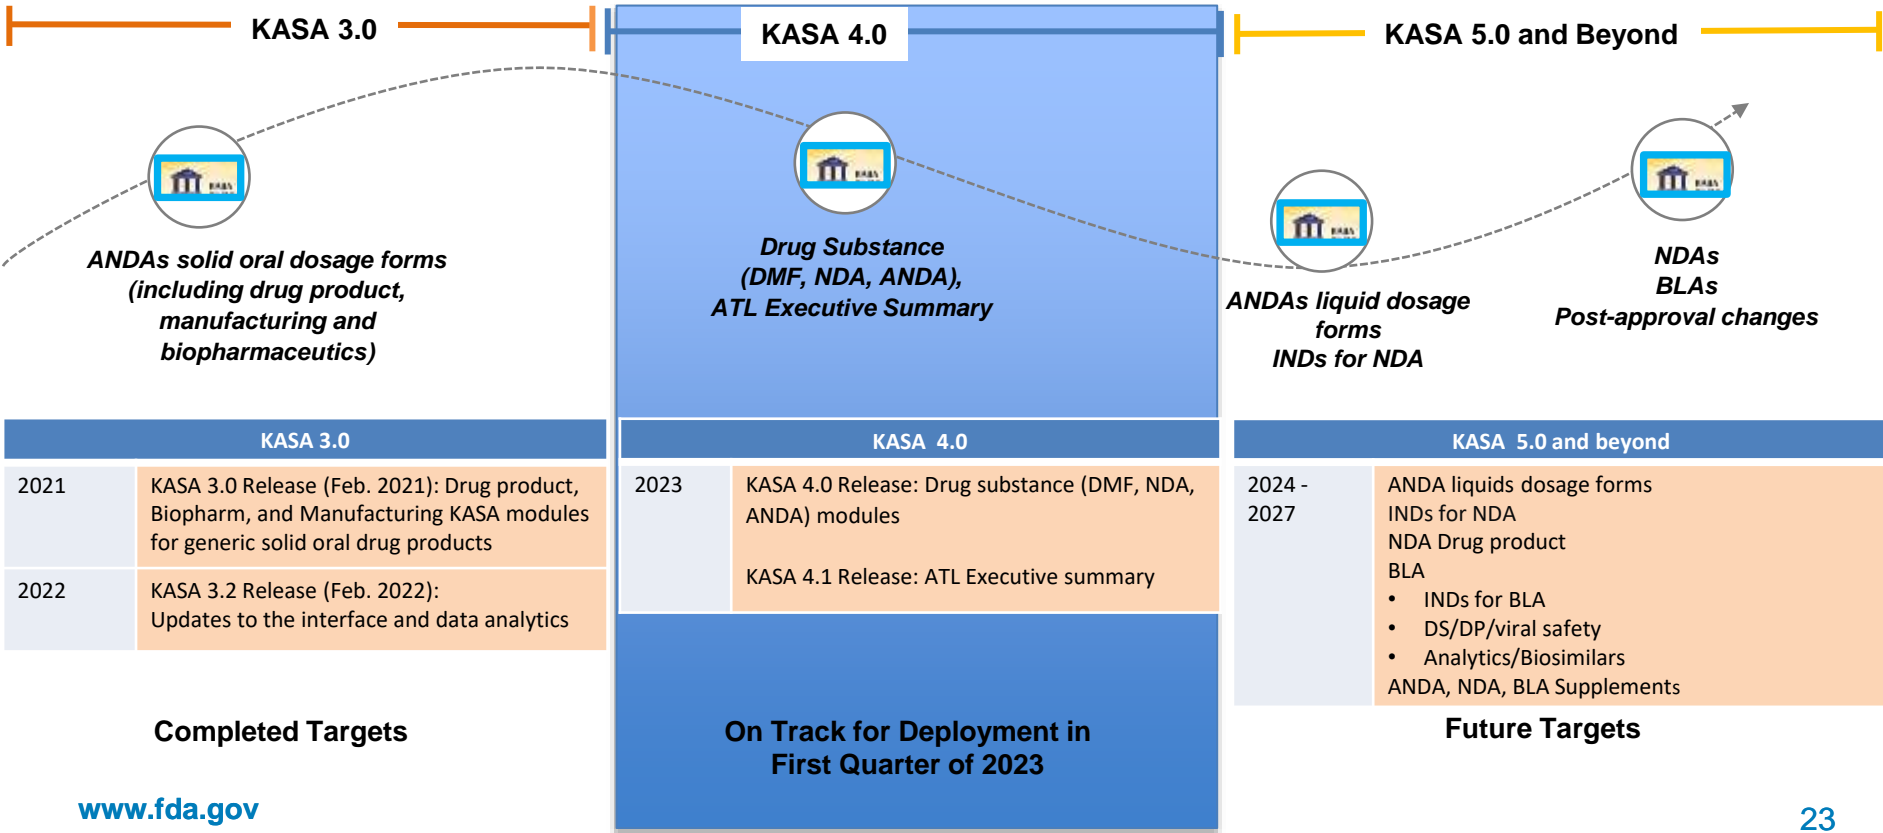 KASA 3.0
KASA 4.0
KASA 5.0 and Beyond
KASA
KASA
KASA
KASA
ANDAs solid oral dosage forms
(including drug product,
manufacturing and
biopharmaceutics)
Drug Substance
(DMF, NDA, ANDA),
ATL Executive Summary
ANDAs liquid dosage
forms
INDs for NDA
NDAs
BLAs
Post-approval changes
KASA 3.0
2021
KASA 3.0 Release (Feb. 2021): Drug product,
Biopharm, and Manufacturing KASA modules
for generic solid oral drug products
2022
KASA 3.2 Release (Feb. 2022):
Updates to the interface and data analytics
Completed Targets
KASA 4.0
2023
KASA 4.0 Release: Drug substance (DMF, NDA,
ANDA) modules
KASA 4.1 Release: ATL Executive summary
On Track for Deployment in
First Quarter of 2023
KASA 5.0 and beyond
2024 -
2027
ANDA liquids dosage forms
INDs for NDA
NDA Drug product
BLA
• INDs for BLA
• DS/DP/viral safety
• Analytics/Biosimilars
ANDA, NDA, BLA Supplements
Future Targets
www.fda.gov
23